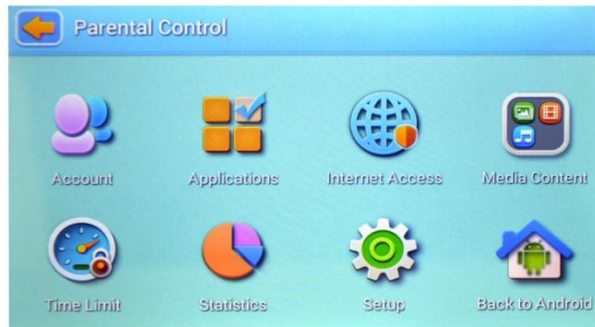 Parental Control
Account Applications Internet Access Media Content
Time Limit Statistics Setup Back to Android